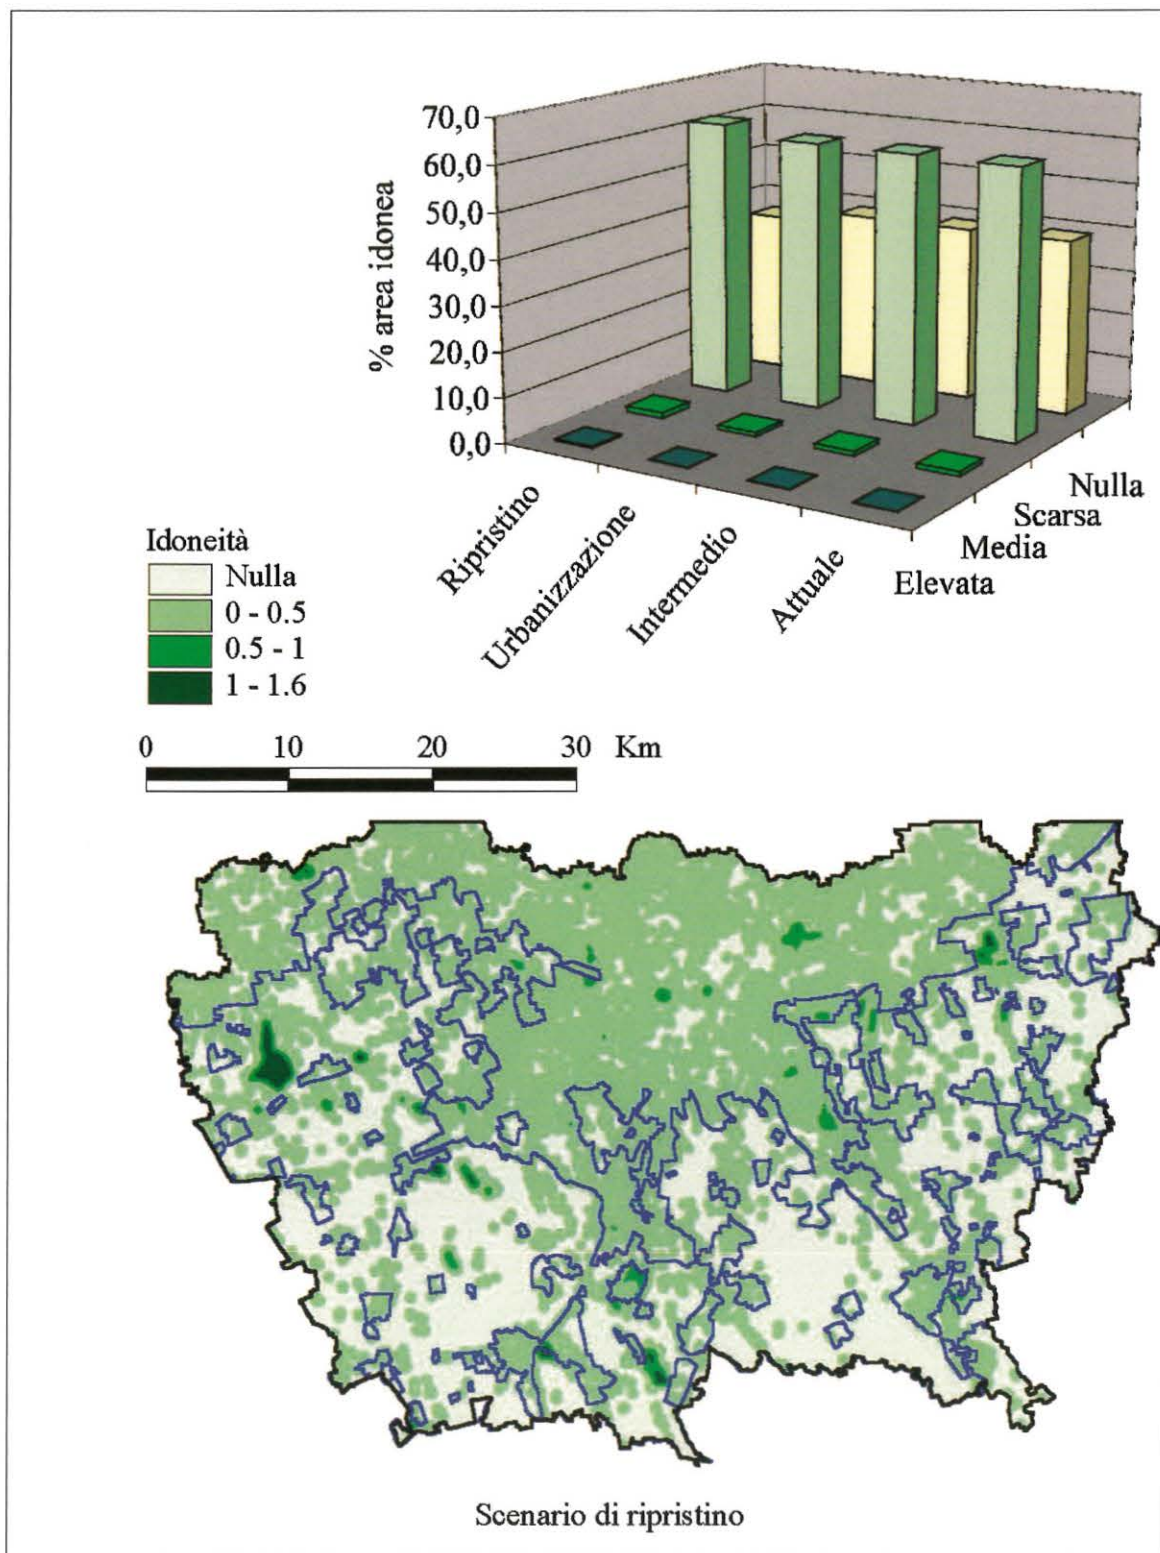 70,0
60,0
50,0
40,0
30,0
20,0
10,0
0,0
% area idonea
Ripristino
Urbanizzazione
Intermedio
Attuale
Nulla
Scarsa
Media
Elevata
Idoneità
Nulla
0 - 0.5
0.5 - 1
1 - 1.6
0 10 20 30 Km
Scenario di ripristino